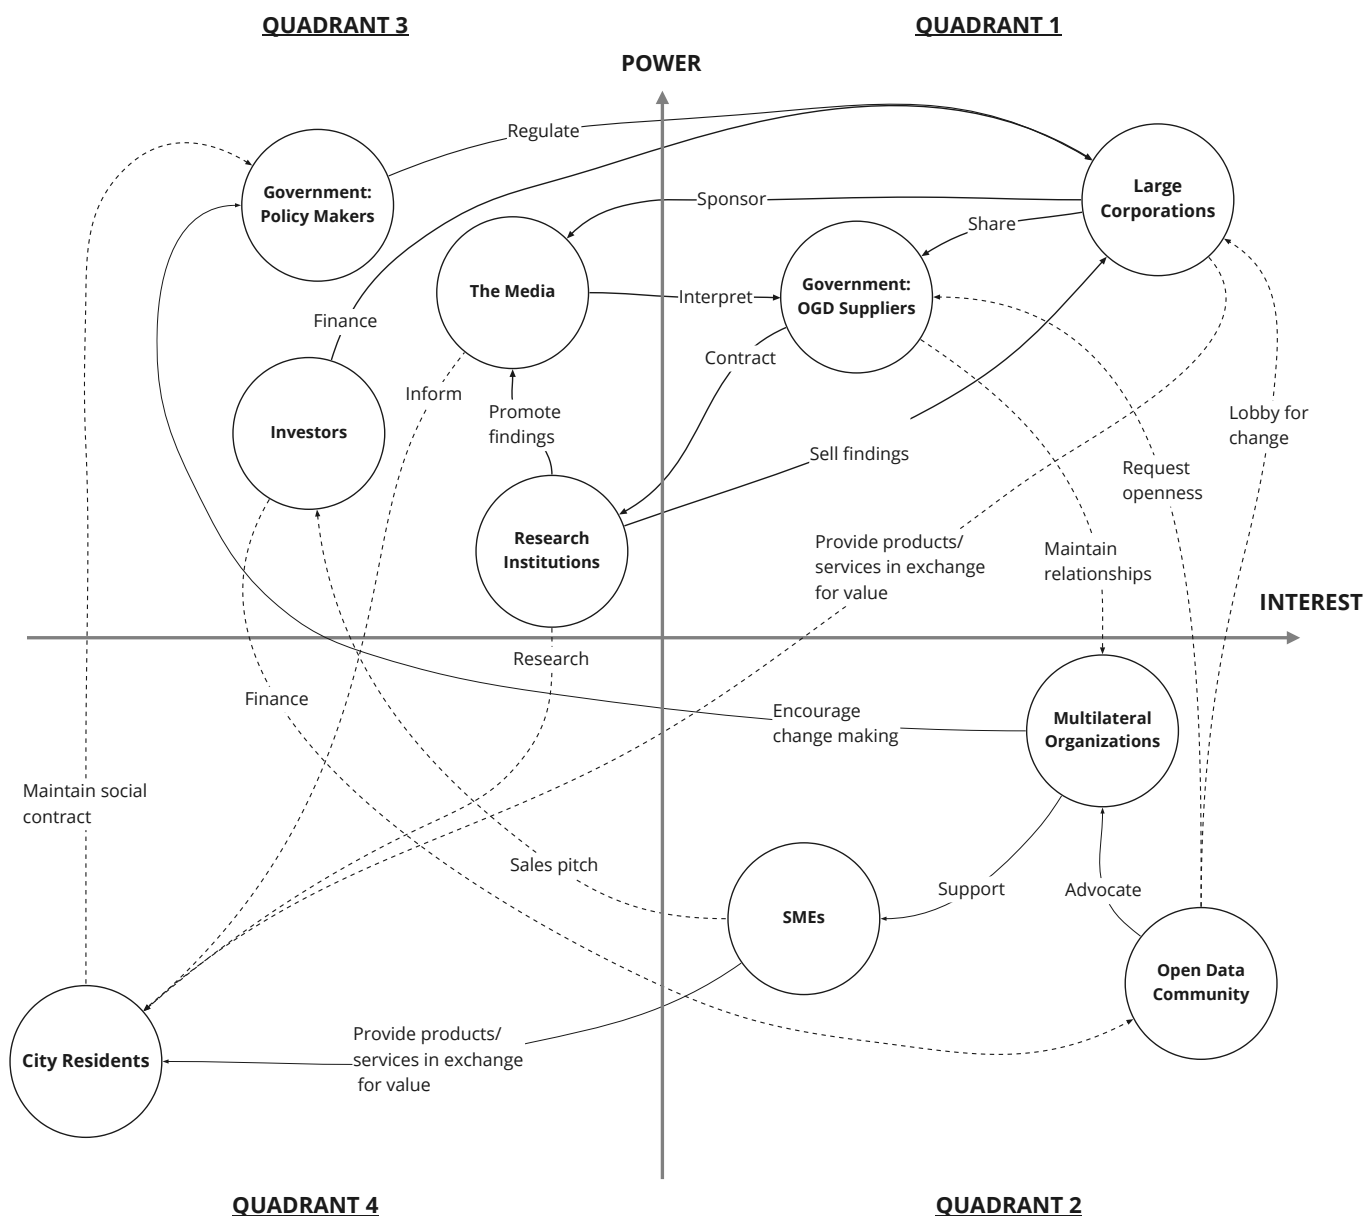 QUADRANT 3
QUADRANT 1
POWER
Regulate
Government:
Policy Makers
Large
Corporations
Sponsor
Share
The Media
Government:
OGD Suppliers
Interpret
Finance
Contract
Inform
Promote
findings
Lobby for
change
Investors
Sell findings
Request
openness
Research
Institutions
Provide products/
services in exchange
for value
Maintain
relationships
INTEREST
Research
Finance
Encourage
change making
Multilateral
Organizations
Maintain social
contract
Sales pitch
Support
Advocate
SMEs
Open Data
Community
Provide products/
services in exchange
for value
City Residents
QUADRANT 4
QUADRANT 2